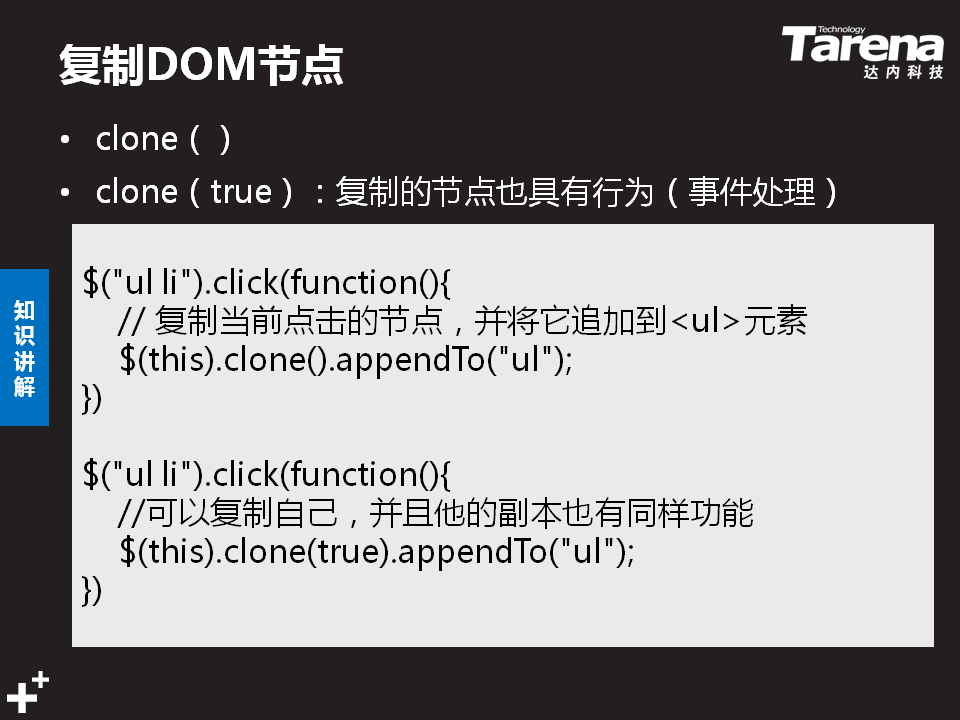 复制DOM节点
Technology
Tarena
达内科技
• clone（ ）
• clone（true）：复制的节点也具有行为（事件处理）
知识讲解
$("ul li").click(function(){
// 复制当前点击的节点，并将它追加到<ul>元素
$(this).clone().appendTo("ul");
})
$("ul li").click(function(){
//可以复制自己，并且他的副本也有同样功能
$(this).clone(true).appendTo("ul");
})